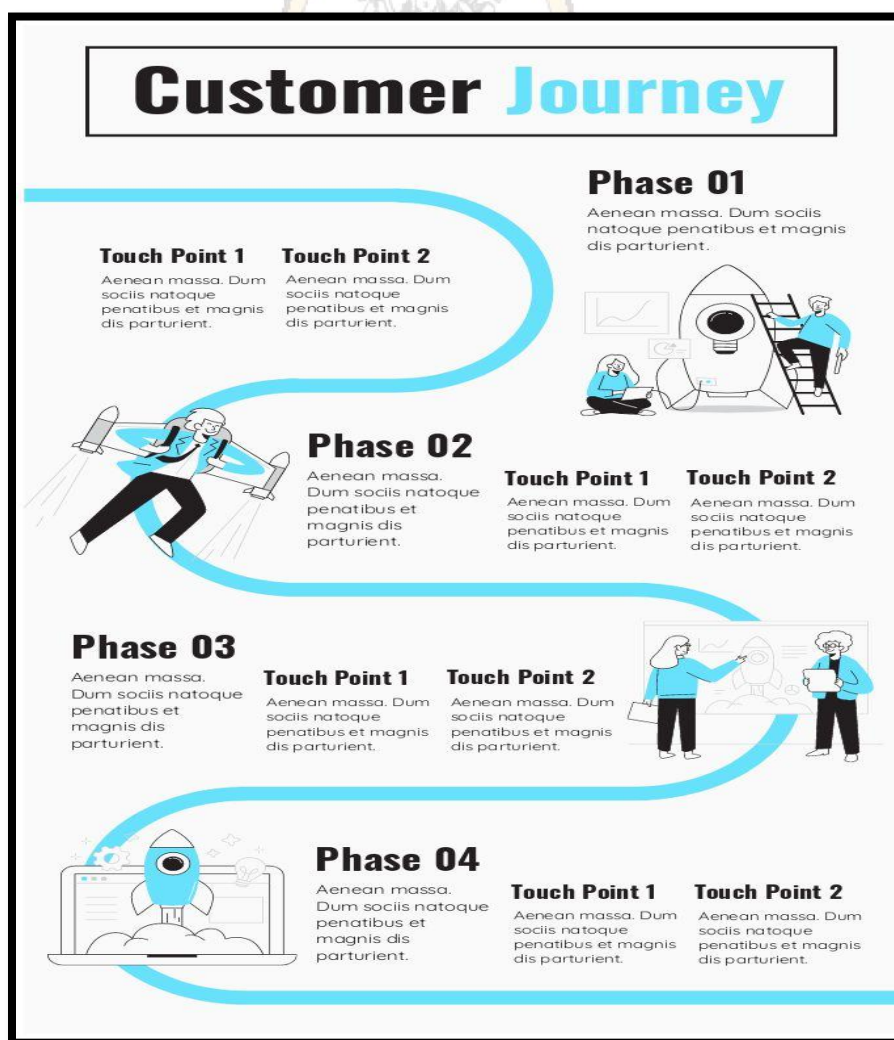 Customer Journey
Phase 01
Aenean massa. Dum sociis
natoque penatibus et magnis
dis parturient.
Touch Point 1
Aenean massa. Dum
sociis natoque
penatibus et magnis
dis parturient.
Touch Point 2
Aenean massa. Dum
sociis natoque
penatibus et magnis
dis parturient.
Phase 02
Aenean massa.
Dum sociis natoque
penatibus et
magnis dis
parturient.
Touch Point 1
Aenean massa. Dum
sociis natoque
penatibus et magnis
dis parturient.
Touch Point 2
Aenean massa. Dum
sociis natoque
penatibus et magnis
dis parturient.
Phase 03
Aenean massa.
Dum sociis natoque
penatibus et
magnis dis
parturient.
Touch Point 1
Aenean massa. Dum
sociis natoque
penatibus et magnis
dis parturient.
Touch Point 2
Aenean massa. Dum
sociis natoque
penatibus et magnis
dis parturient.
Phase 04
Aenean massa.
Dum sociis natoque
penatibus et
magnis dis
parturient.
Touch Point 1
Aenean massa. Dum
sociis natoque
penatibus et magnis
dis parturient.
Touch Point 2
Aenean massa. Dum
sociis natoque
penatibus et magnis
dis parturient.